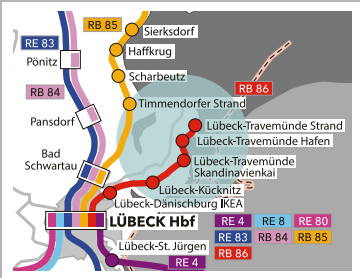 RB 85
Sierksdorf
RE 83
Haffkrug
Pönitz
Scharbeutz
RB 86
RB 84
Timmendorfer Strand
Pansdorf
Lübeck-Travemünde Strand
Lübeck-Travemünde Hafen
Bad
Schwartau
Lübeck-Travemünde
Skandinavienkai
Lübeck-Kücknitz
Lübeck-Dänischburg IKEA
LÜBECK Hbf
RE 4
RE 8
RE 80
RE 83
RB 84
RB 85
RB 86
Lübeck-St. Jürgen
RE 4